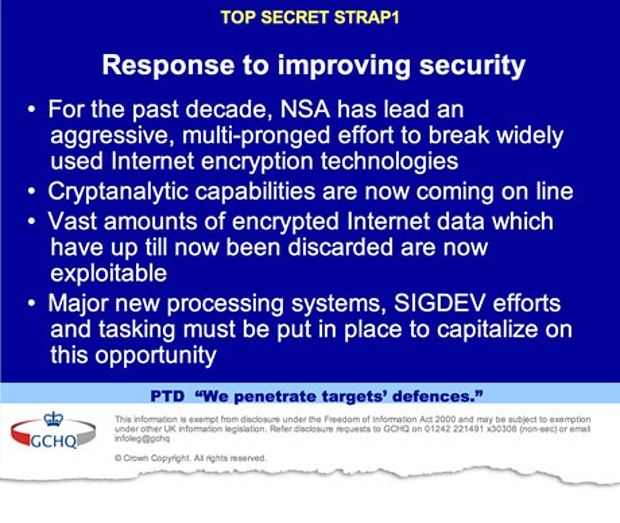 TOP SECRET STRAP1
Response to improving security
• For the past decade, NSA has lead an
aggressive, multi-pronged effort to break widely
used Internet encryption technologies
• Cryptanalytic capabilities are now coming on line
• Vast amounts of encrypted Internet data which
have up till now been discarded are now
exploitable
• Major new processing systems, SIGDEV efforts
and tasking must be put in place to capitalize on
this opportunity
PTD "We penetrate targets' defences."
GCHQ
This information is exempt from disclosure under the Freedom of Information Act 2000 and may be subject to exemption
under other UK information legislation. Refer disclosure requests to GCHQ on 01242 221491 x30306 (non-sec) or email
infoleg@gchq
© Crown Copyright. All rights reserved.